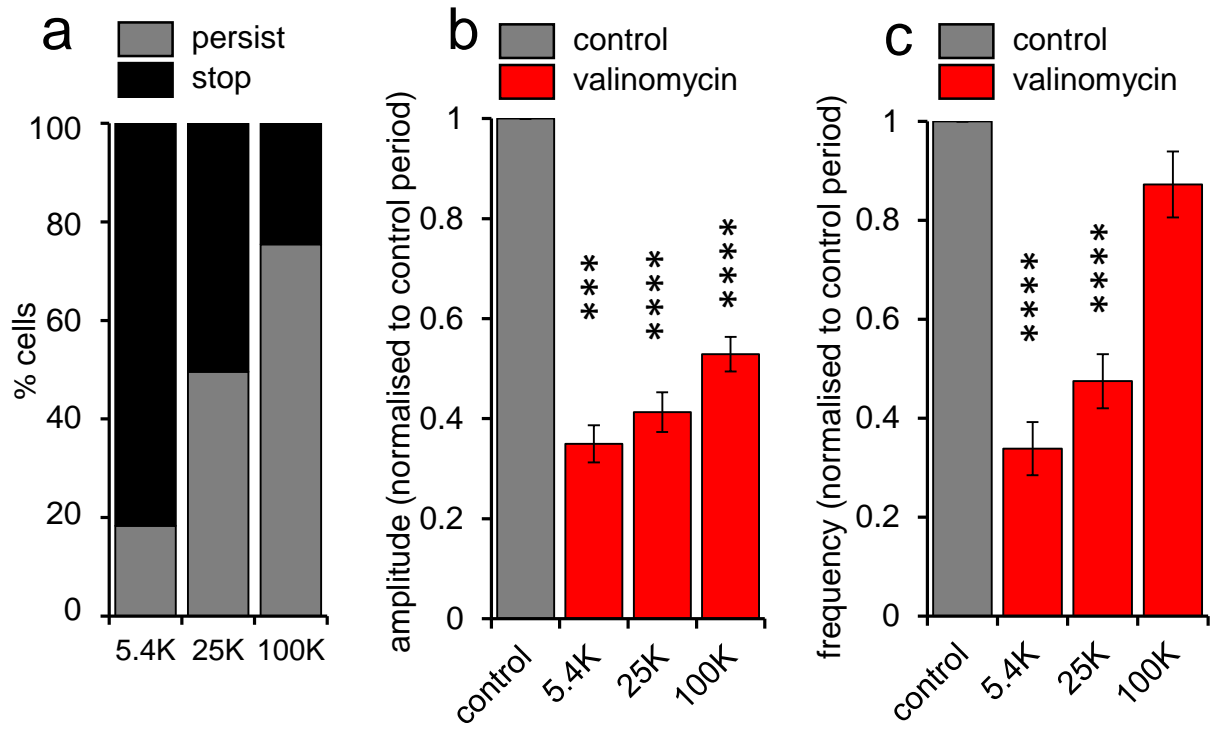 a
persist
stop
% cells
100
80
60
40
20
0
5.4K 25K 100K
b
control
valinomycin
amplitude (normalised to control period)
1
0.8
0.6
0.4
0.2
0
***
****
****
control 5.4K 25K 100K
c
control
valinomycin
frequency (normalised to control period)
1
0.8
0.6
0.4
0.2
0
****
****
control 5.4K 25K 100K